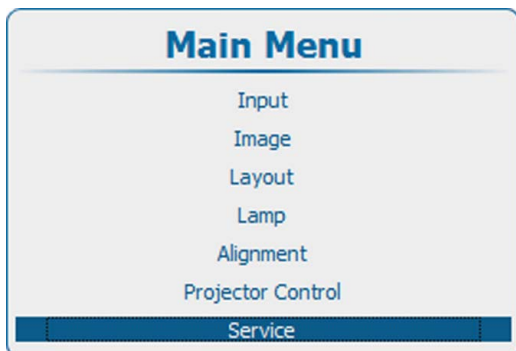 Main Menu
Input
Image
Layout
Lamp
Alignment
Projector Control
Service